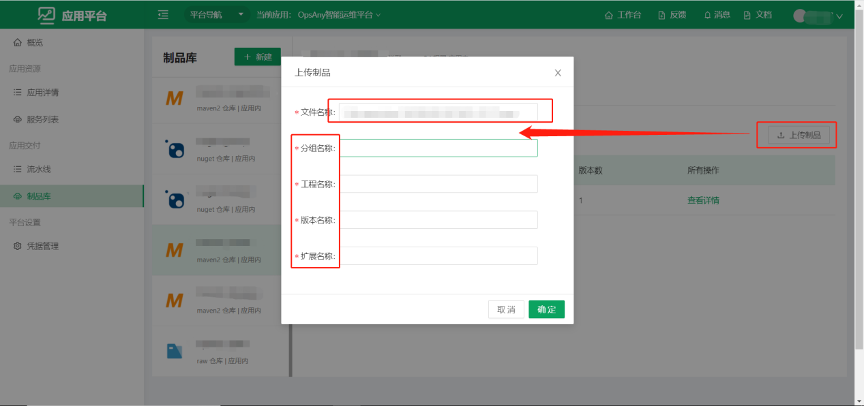 应用平台
平台导航
当前应用: OpsAny智能运维平台
工作台
反馈
消息
文档
概览
应用资源
应用详情
服务列表
应用交付
流水线
制品库
平台设置
凭据管理
制品库
+ 新建
M
maven2 仓库 | 应用内
nuget 仓库 | 应用内
nuget 仓库 | 应用内
M
maven2 仓库 | 应用内
M
maven2 仓库 | 应用内
raw 仓库 | 应用内
上传制品
X
* 文件名称:
* 分组名称:
* 工程名称:
* 版本名称:
* 扩展名称:
取消
确定
上传制品
版本数
所有操作
1
查看详情